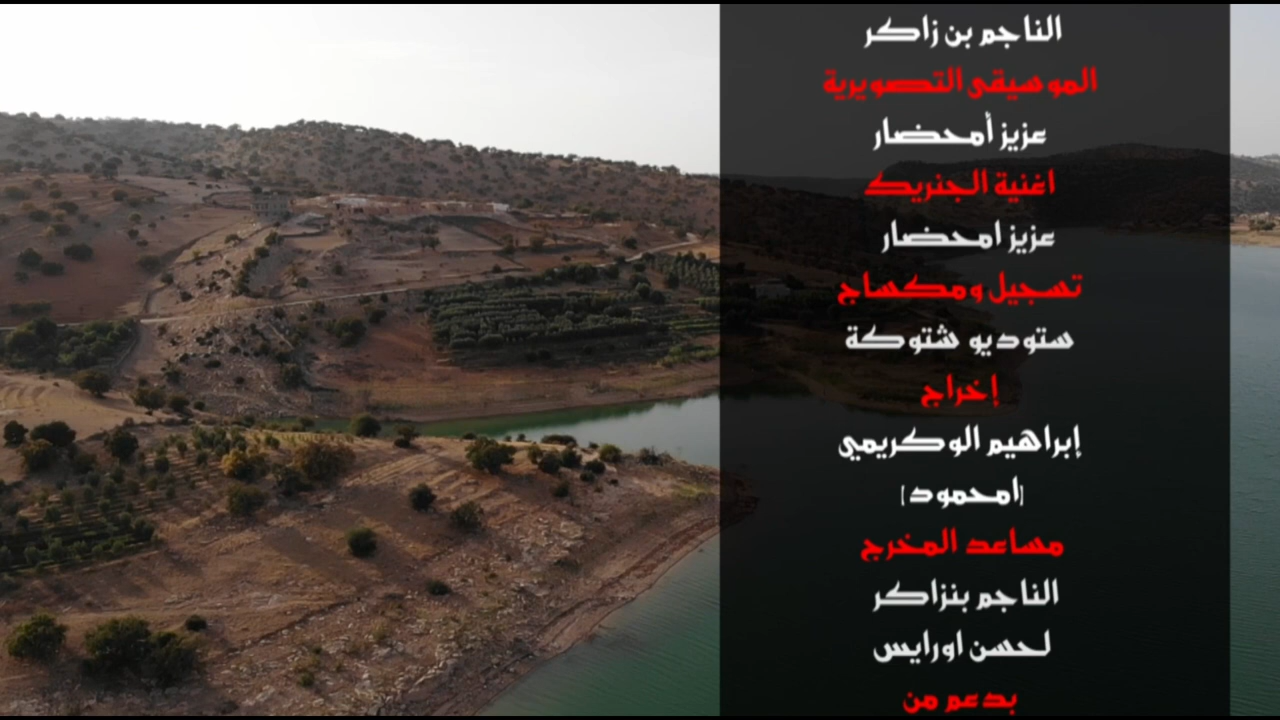 الناجم بن زاكر
الموسيقى التصويرية
عزيز أمحضار
اغنية الجنريك
عزيز امحضار
تسجيل ومكساج
ستوديو شتوكة
إخراج
إبراهيم الوكريمي
(امحمود)
مساعد المخرج
الناجم بنزاكر
لحسن اورايس
بدعم من